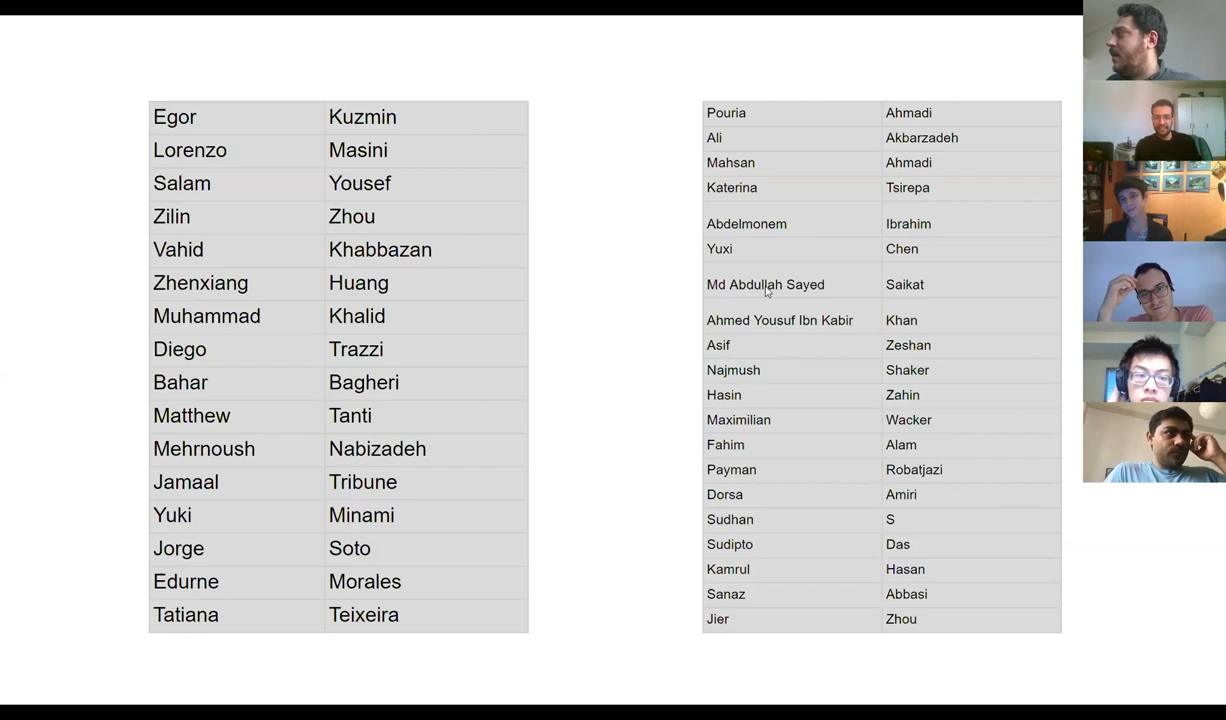 Egor Kuzmin
Lorenzo Masini
Salam Yousef
Zilin Zhou
Vahid Khabbazan
Zhenxiang Huang
Muhammad Khalid
Diego Trazzi
Bahar Bagheri
Matthew Tanti
Mehrnoush Nabizadeh
Jamaal Tribune
Yuki Minami
Jorge Soto
Edurne Morales
Tatiana Teixeira
Pouria Ahmadi
Ali Akbarzadeh
Mahsan Ahmadi
Katerina Tsirepa
Abdelmonem Ibrahim
Yuxi Chen
Md Abdullah Sayed Saikat
Ahmed Yousuf Ibn Kabir Khan
Asif Zeshan
Najmush Shaker
Hasin Zahin
Maximilian Wacker
Fahim Alam
Payman Robatjazi
Dorsa Amiri
Sudhan S
Sudipto Das
Kamrul Hasan
Sanaz Abbasi
Jier Zhou